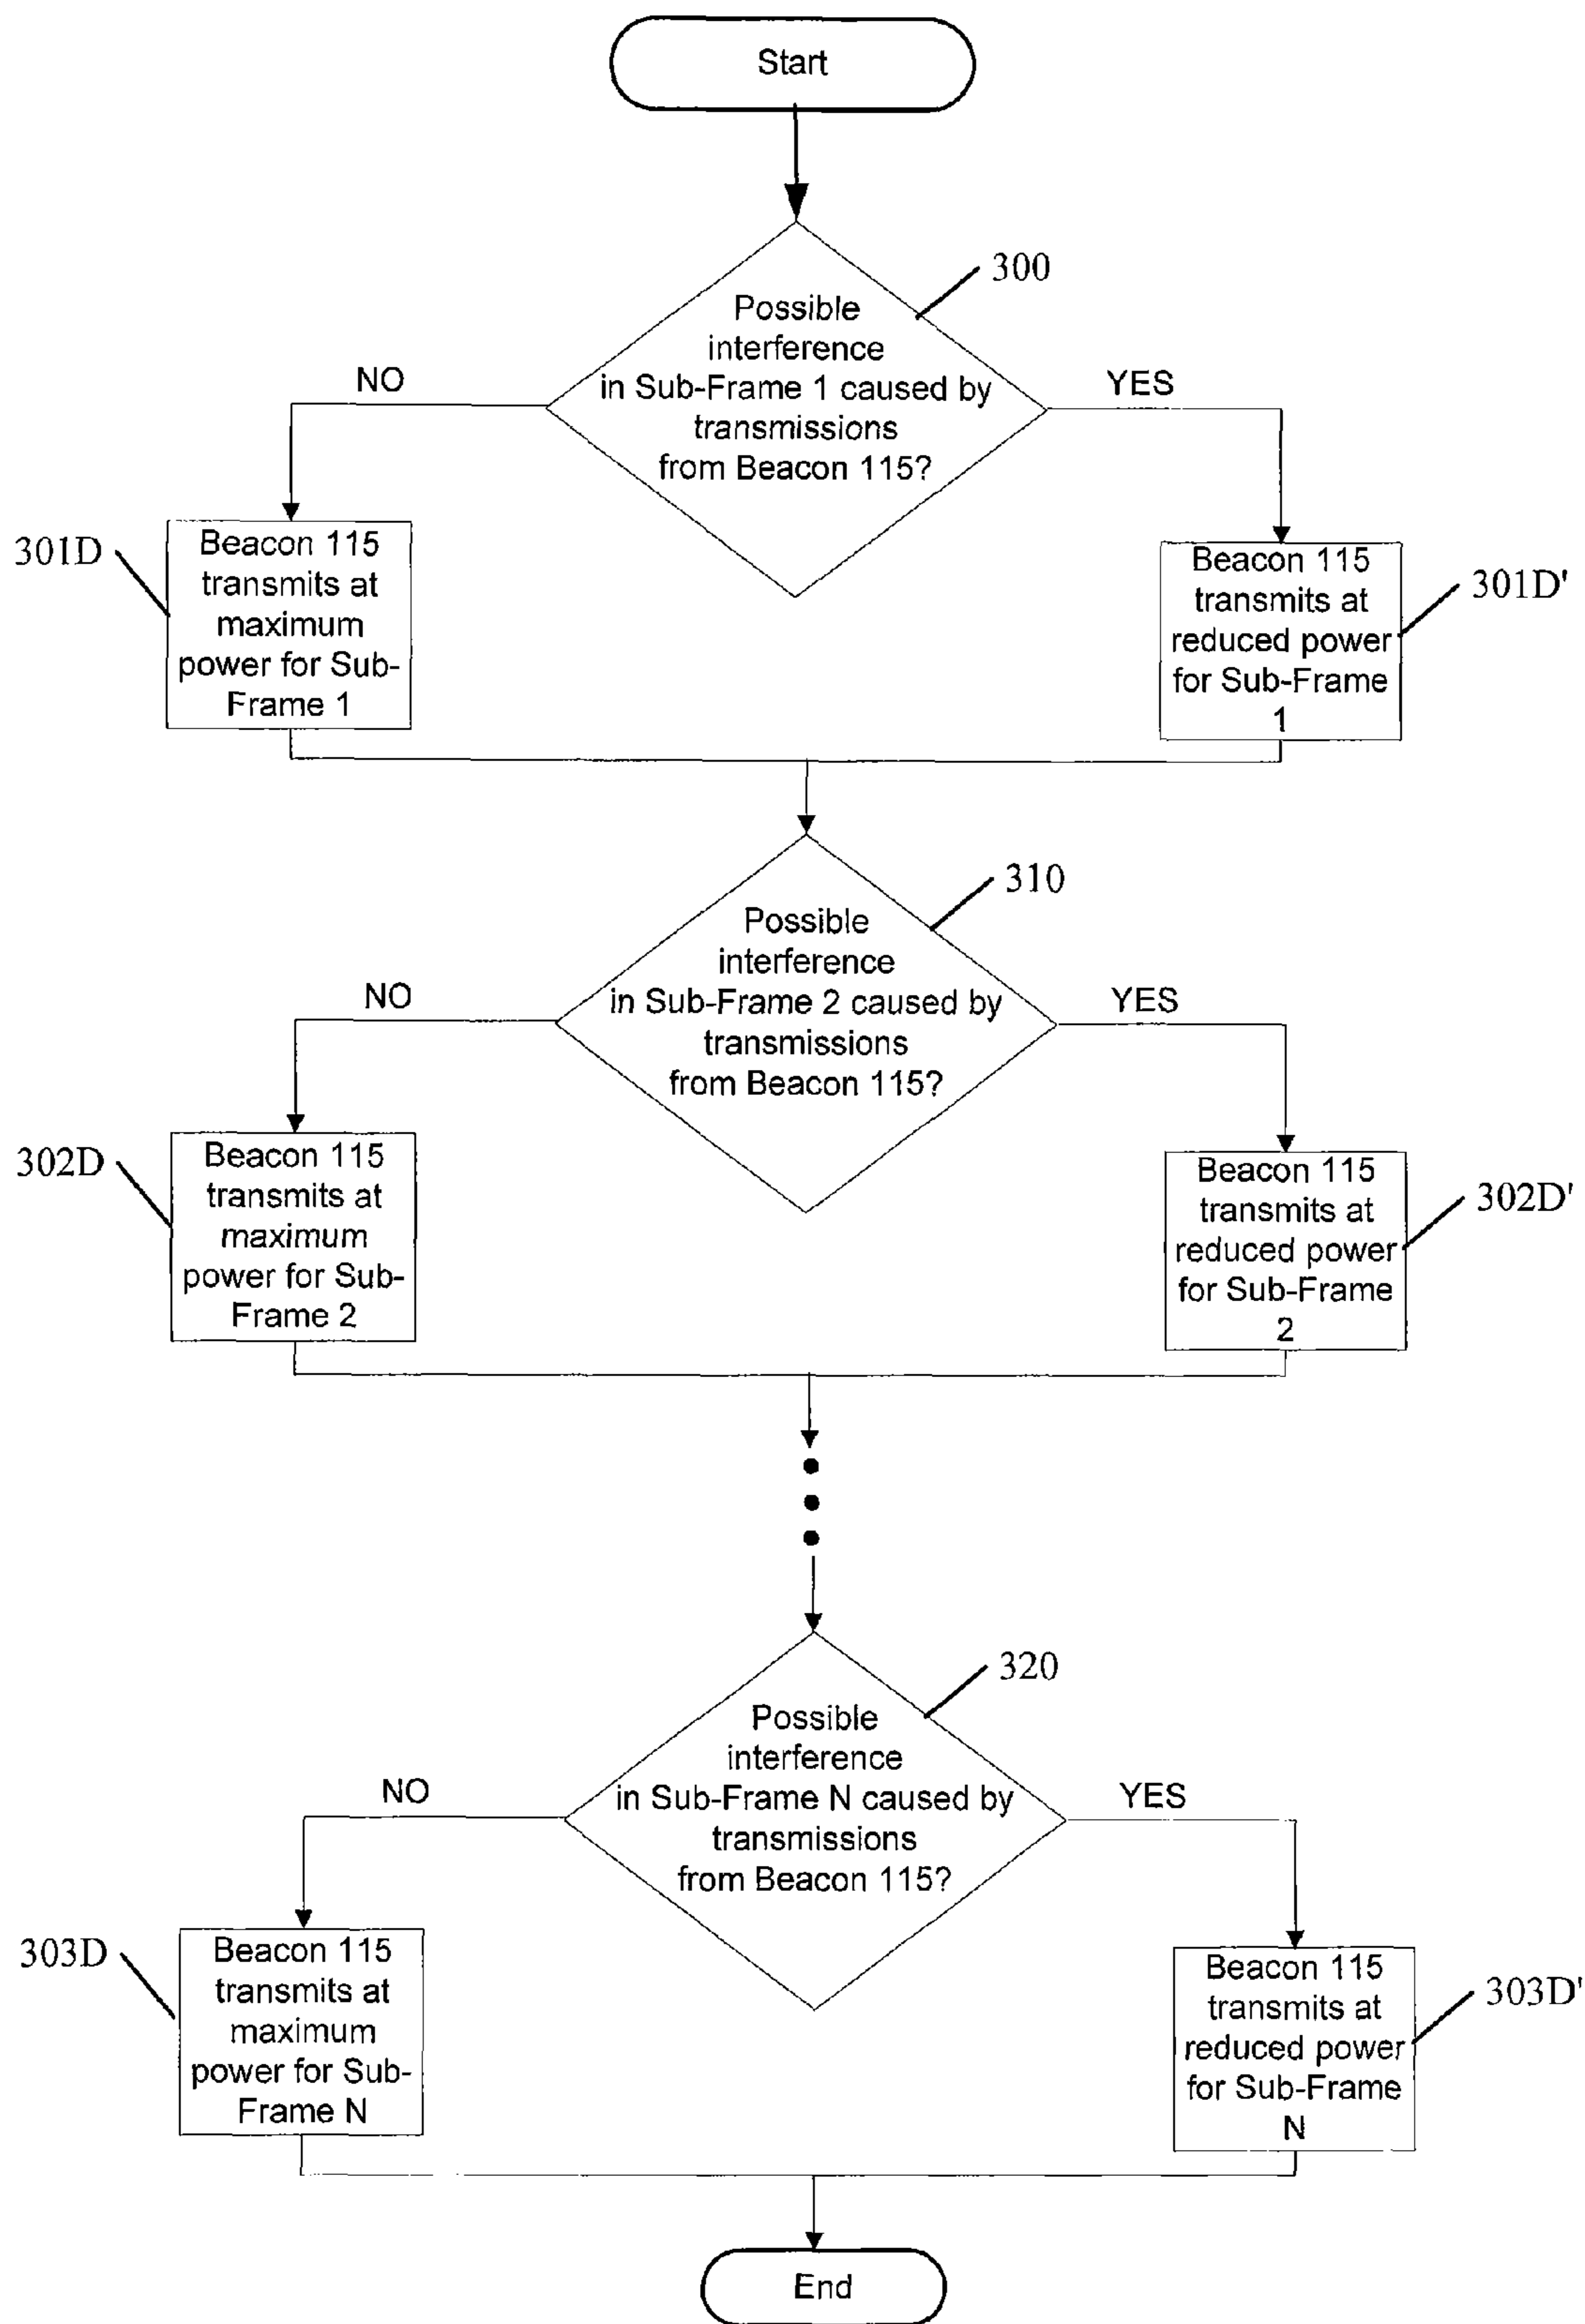 Start
300
Possible
interference
in Sub-Frame 1 caused by
transmissions
from Beacon 115?
NO
YES
301D
Beacon 115
transmits at
maximum
power for Sub-
Frame 1
Beacon 115
transmits at
reduced power
for Sub-Frame
1
301D'
310
Possible
interference
in Sub-Frame 2 caused by
transmissions
from Beacon 115?
NO
YES
302D
Beacon 115
transmits at
maximum
power for Sub-
Frame 2
Beacon 115
transmits at
reduced power
for Sub-Frame
2
302D'
320
Possible
interference
in Sub-Frame N caused by
transmissions
from Beacon 115?
NO
YES
303D
Beacon 115
transmits at
maximum
power for Sub-
Frame N
Beacon 115
transmits at
reduced power
for Sub-Frame
N
303D'
End